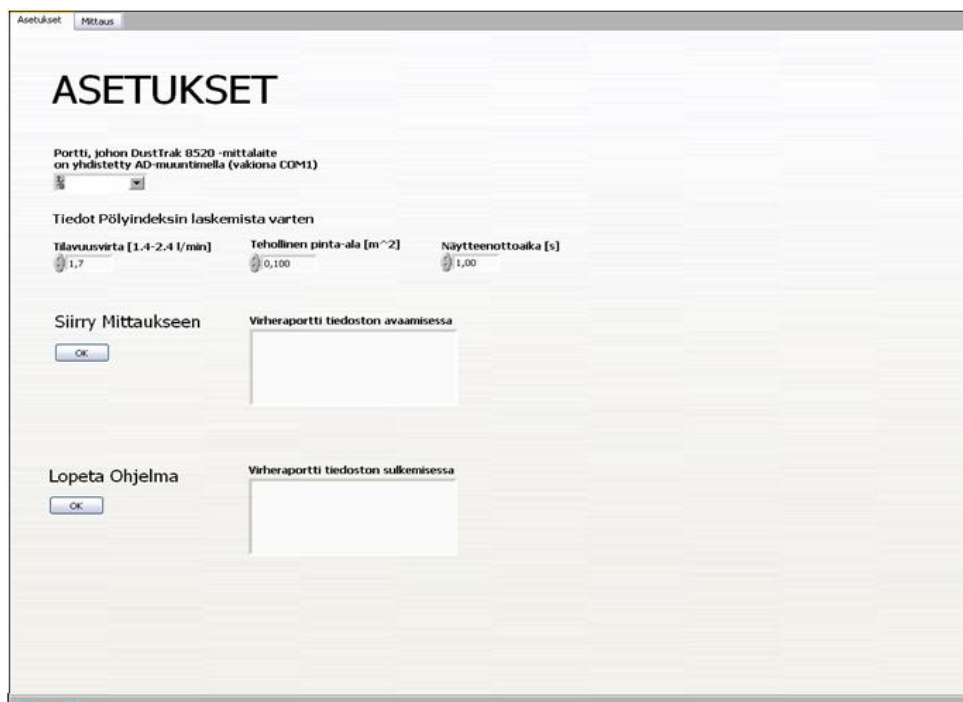 Asetukset Mittaus
ASETUKSET
Portti, johon DustTrak 8520 -mittalaite
on yhdistetty AD-muuntimella (vakiona COM1)
Tiedot Pölyindeksin laskemista varten
Tilavuusvirta [1.4-2.4 l/min] Tehollinen pinta-ala [m^2] Näytteenottoaika [s]
1,7 0,100 1,00
Siirry Mittaukseen Virheraportti tiedoston avaamisessa
OK
Lopeta Ohjelma Virheraportti tiedoston sulkemisessa
OK